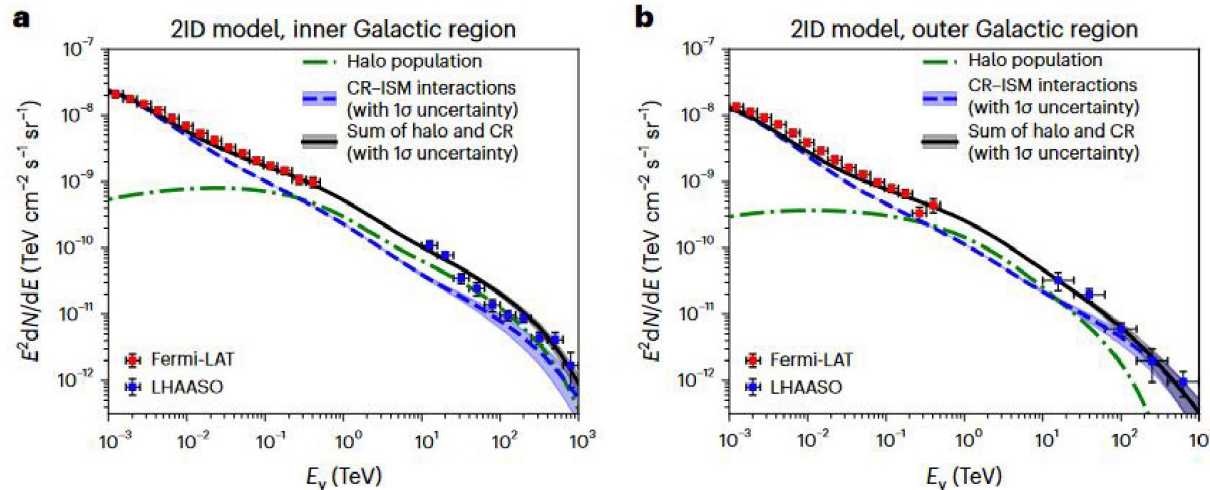 a
2ID model, inner Galactic region
Halo population
CR–ISM interactions
(with 1σ uncertainty)
Sum of halo and CR
(with 1σ uncertainty)
Fermi-LAT
LHAASO
E²dN/dE (TeV cm⁻² s⁻¹ sr⁻¹)
10⁻⁷
10⁻⁸
10⁻⁹
10⁻¹⁰
10⁻¹¹
10⁻¹²
10⁻³ 10⁻² 10⁻¹ 10⁰ 10¹ 10² 10³
Eγ (TeV)
b
2ID model, outer Galactic region
Halo population
CR–ISM interactions
(with 1σ uncertainty)
Sum of halo and CR
(with 1σ uncertainty)
Fermi-LAT
LHAASO
E²dN/dE (TeV cm⁻² s⁻¹ sr⁻¹)
10⁻⁷
10⁻⁸
10⁻⁹
10⁻¹⁰
10⁻¹¹
10⁻¹²
10⁻³ 10⁻² 10⁻¹ 10⁰ 10¹ 10² 10
Eγ (TeV)